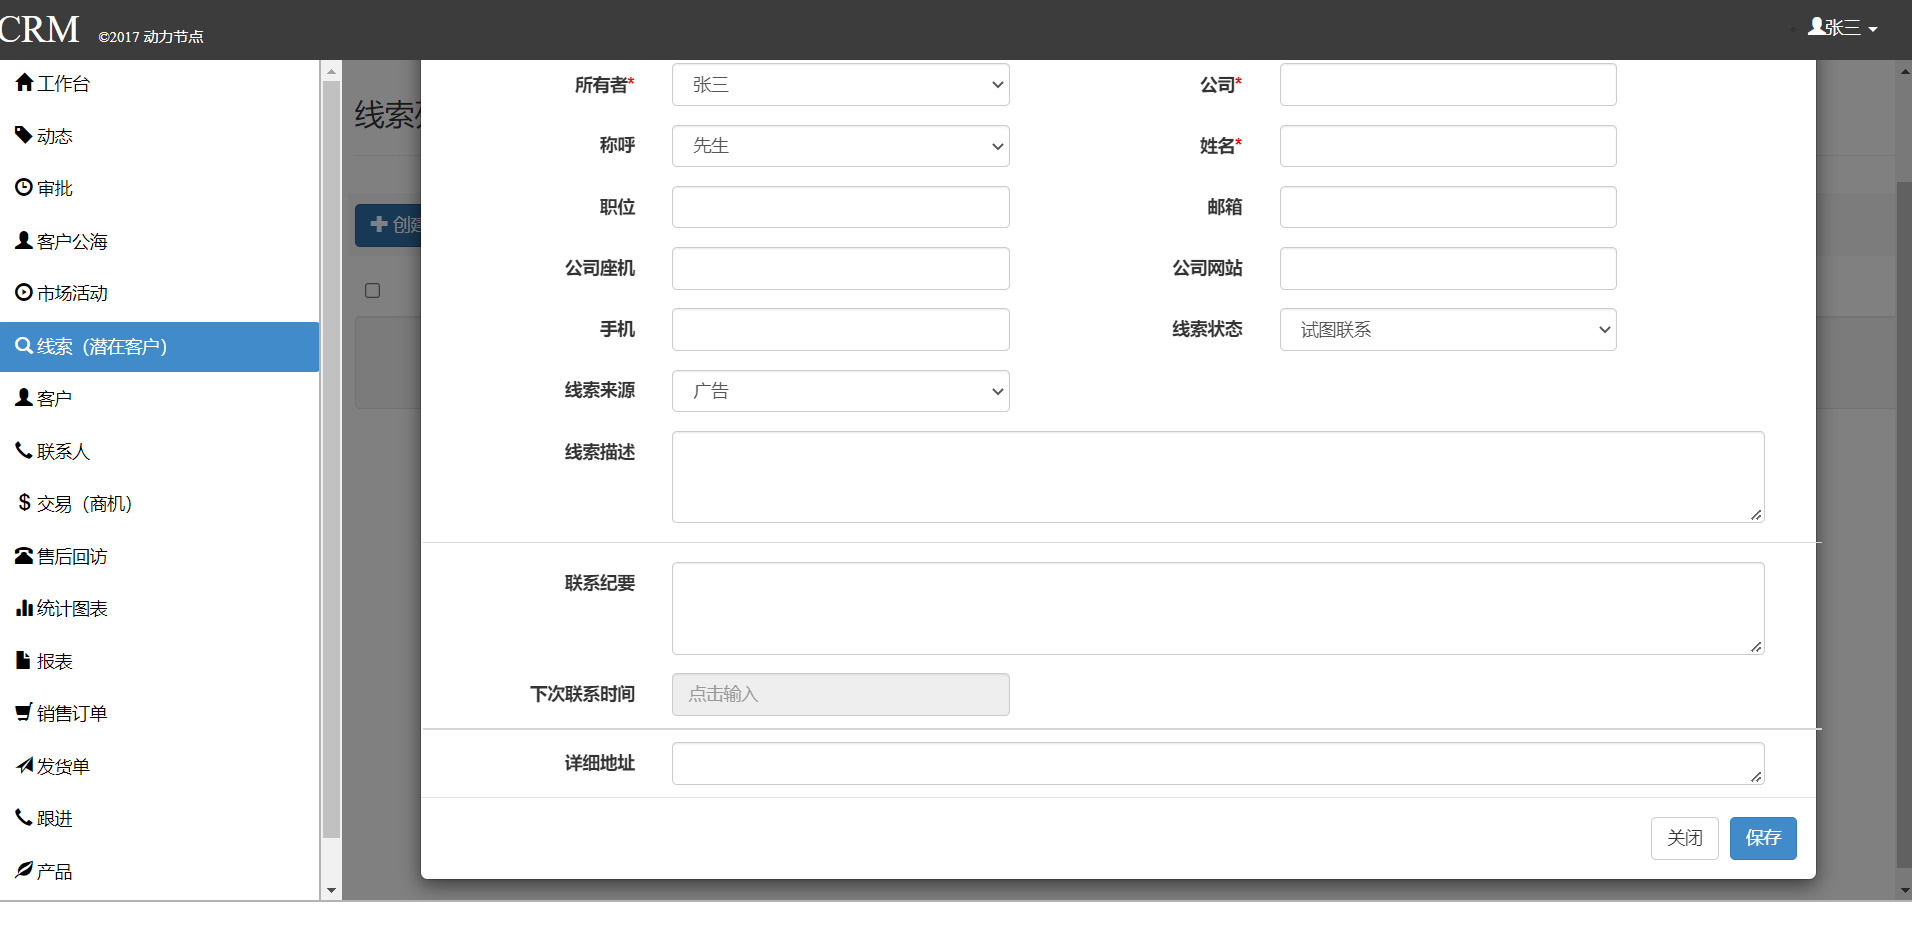 CRM ©2017 动力节点
张三
工作台
动态
审批
客户公海
市场活动
线索（潜在客户）
客户
联系人
交易（商机）
售后回访
统计图表
报表
销售订单
发货单
跟进
产品
线索
创建
所有者* 张三 公司*
称呼 先生 姓名*
职位 邮箱
公司座机 公司网站
手机 线索状态 试图联系
线索来源 广告
线索描述
联系纪要
下次联系时间 点击输入
详细地址
关闭 保存